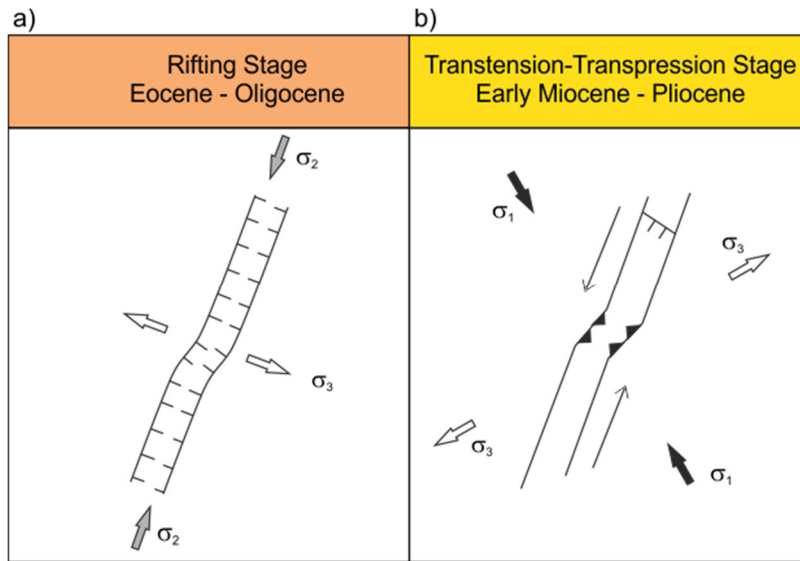 a)
b)
Rifting Stage
Eocene - Oligocene
Transtension-Transpression Stage
Early Miocene - Pliocene
σ2
σ3
σ2
σ1
σ3
σ3
σ1